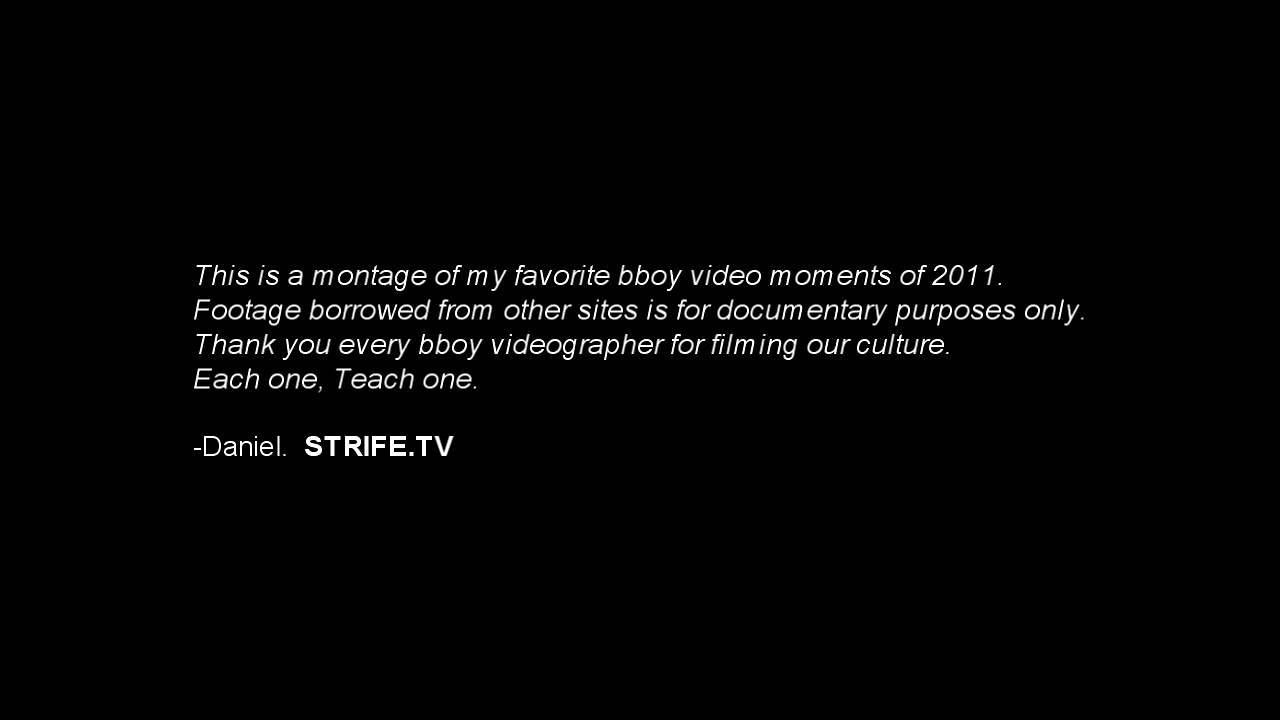 This is a montage of my favorite bboy video moments of 2011.
Footage borrowed from other sites is for documentary purposes only.
Thank you every bboy videographer for filming our culture.
Each one, Teach one.
-Daniel.  STRIFE.TV